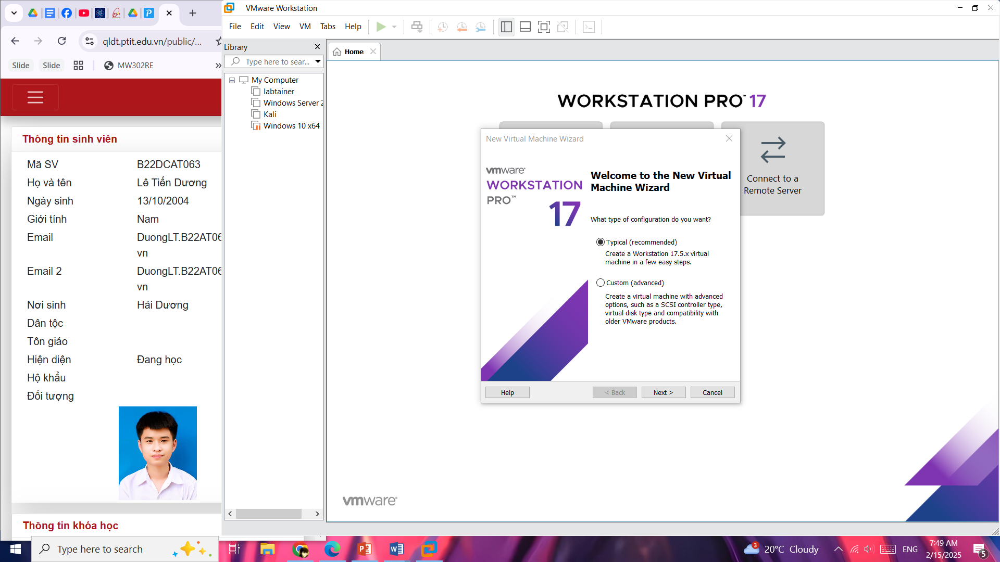 VMware Workstation
File Edit View VM Tabs Help
qldt.ptit.edu.vn/public/...
Slide Slide MW302RE »
Library
Type here to sear...
My Computer
labtainer
Windows Server 2
Kali
Windows 10 x64
Home
WORKSTATION PRO™ 17
Connect to a
Remote Server
New Virtual Machine Wizard
vmware
WORKSTATION
PRO™
17
Welcome to the New Virtual
Machine Wizard
What type of configuration do you want?
Typical (recommended)
Create a Workstation 17.5.x virtual
machine in a few easy steps.
Custom (advanced)
Create a virtual machine with advanced
options, such as a SCSI controller type,
virtual disk type and compatibility with
older VMware products.
Help < Back Next > Cancel
vmware
Thông tin sinh viên
Mã SV B22DCAT063
Họ và tên Lê Tiến Dương
Ngày sinh 13/10/2004
Giới tính Nam
Email DuongLT.B22AT06
vn
Email 2 DuongLT.B22AT06
vn
Nơi sinh Hải Dương
Dân tộc
Tôn giáo
Hiện diện Đang học
Hộ khẩu
Đối tượng
Thông tin khóa học
Type here to search
3
20°C Cloudy
ENG
7:49 AM
2/15/2025
5